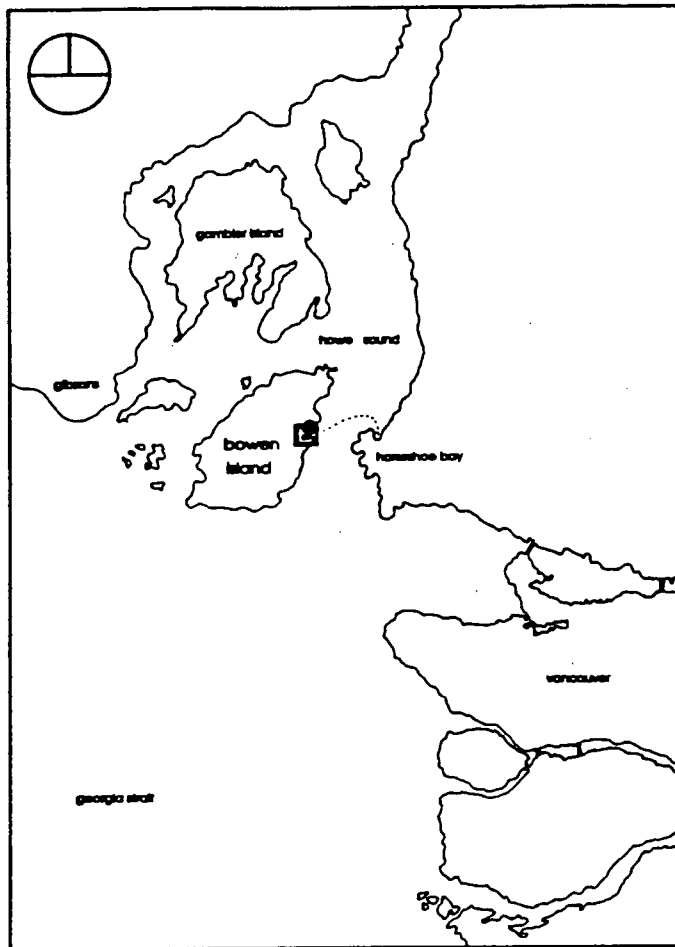 gambier island
howe sound
gibsons
bowen
island
horseshoe bay
vancouver
georgia strait